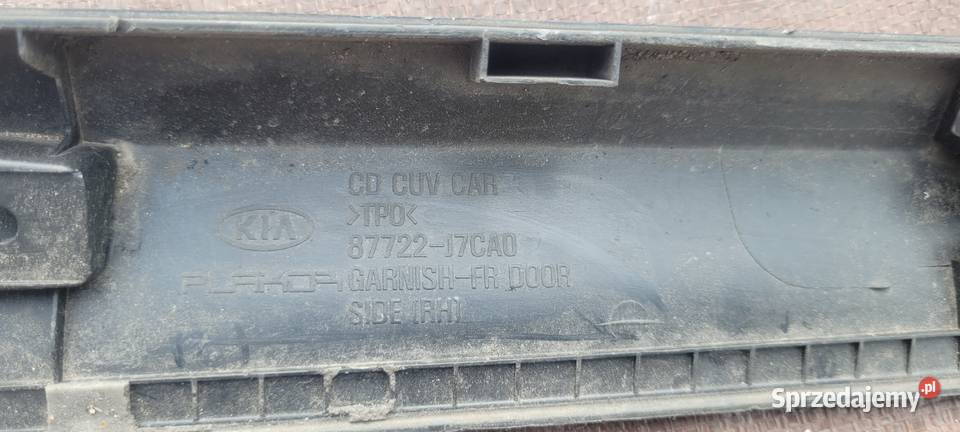 CD CUV CAR
>TPO<
KIA
87722-J7CA0
PLAKOR GARNISH-FR DOOR
SIDE (RH)
Sprzedajemy.pl